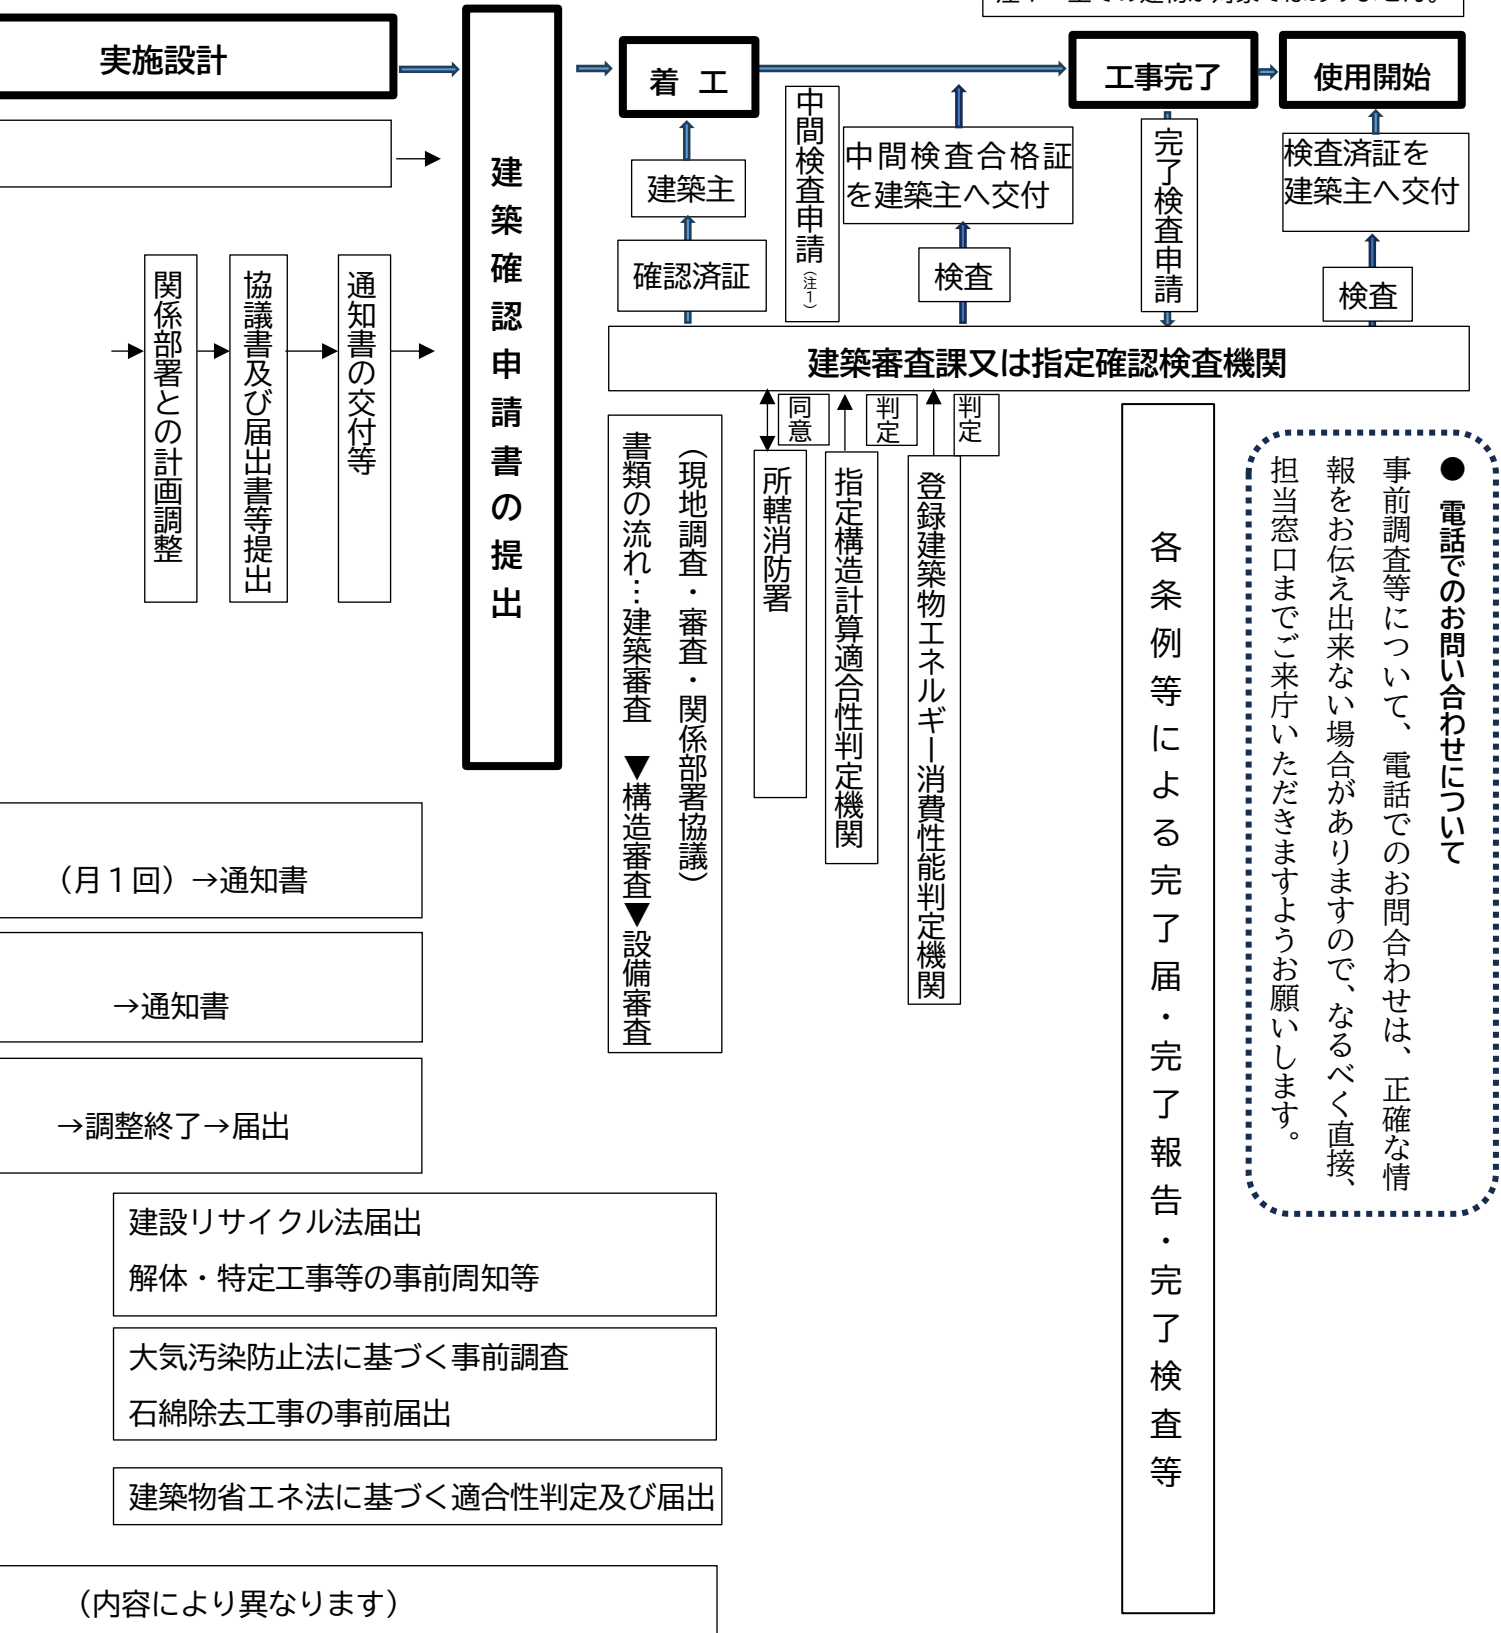 注１　全ての建物が対象ではありません。
実施設計
建築確認申請書の提出
着　工
工事完了
使用開始
建築主
確認済証
中間検査申請（注１）
中間検査合格証
を建築主へ交付
検査
完了検査申請
検査済証を
建築主へ交付
検査
関係部署との計画調整
協議書及び届出書等提出
通知書の交付等
建築審査課又は指定確認検査機関
同意
判定
判定
（現地調査・審査・関係部署協議）
書類の流れ…建築審査　▼構造審査▼設備審査
所轄消防署
指定構造計算適合性判定機関
登録建築物エネルギー消費性能判定機関
各条例等による完了届・完了報告・完了検査等
●　電話でのお問い合わせについて
事前調査等について、電話でのお問合わせは、正確な情
報をお伝え出来ない場合がありますので、なるべく直接、
担当窓口までご来庁いただきますようお願いします。
（月１回）→通知書
→通知書
→調整終了→届出
建設リサイクル法届出
解体・特定工事等の事前周知等
大気汚染防止法に基づく事前調査
石綿除去工事の事前届出
建築物省エネ法に基づく適合性判定及び届出
（内容により異なります）